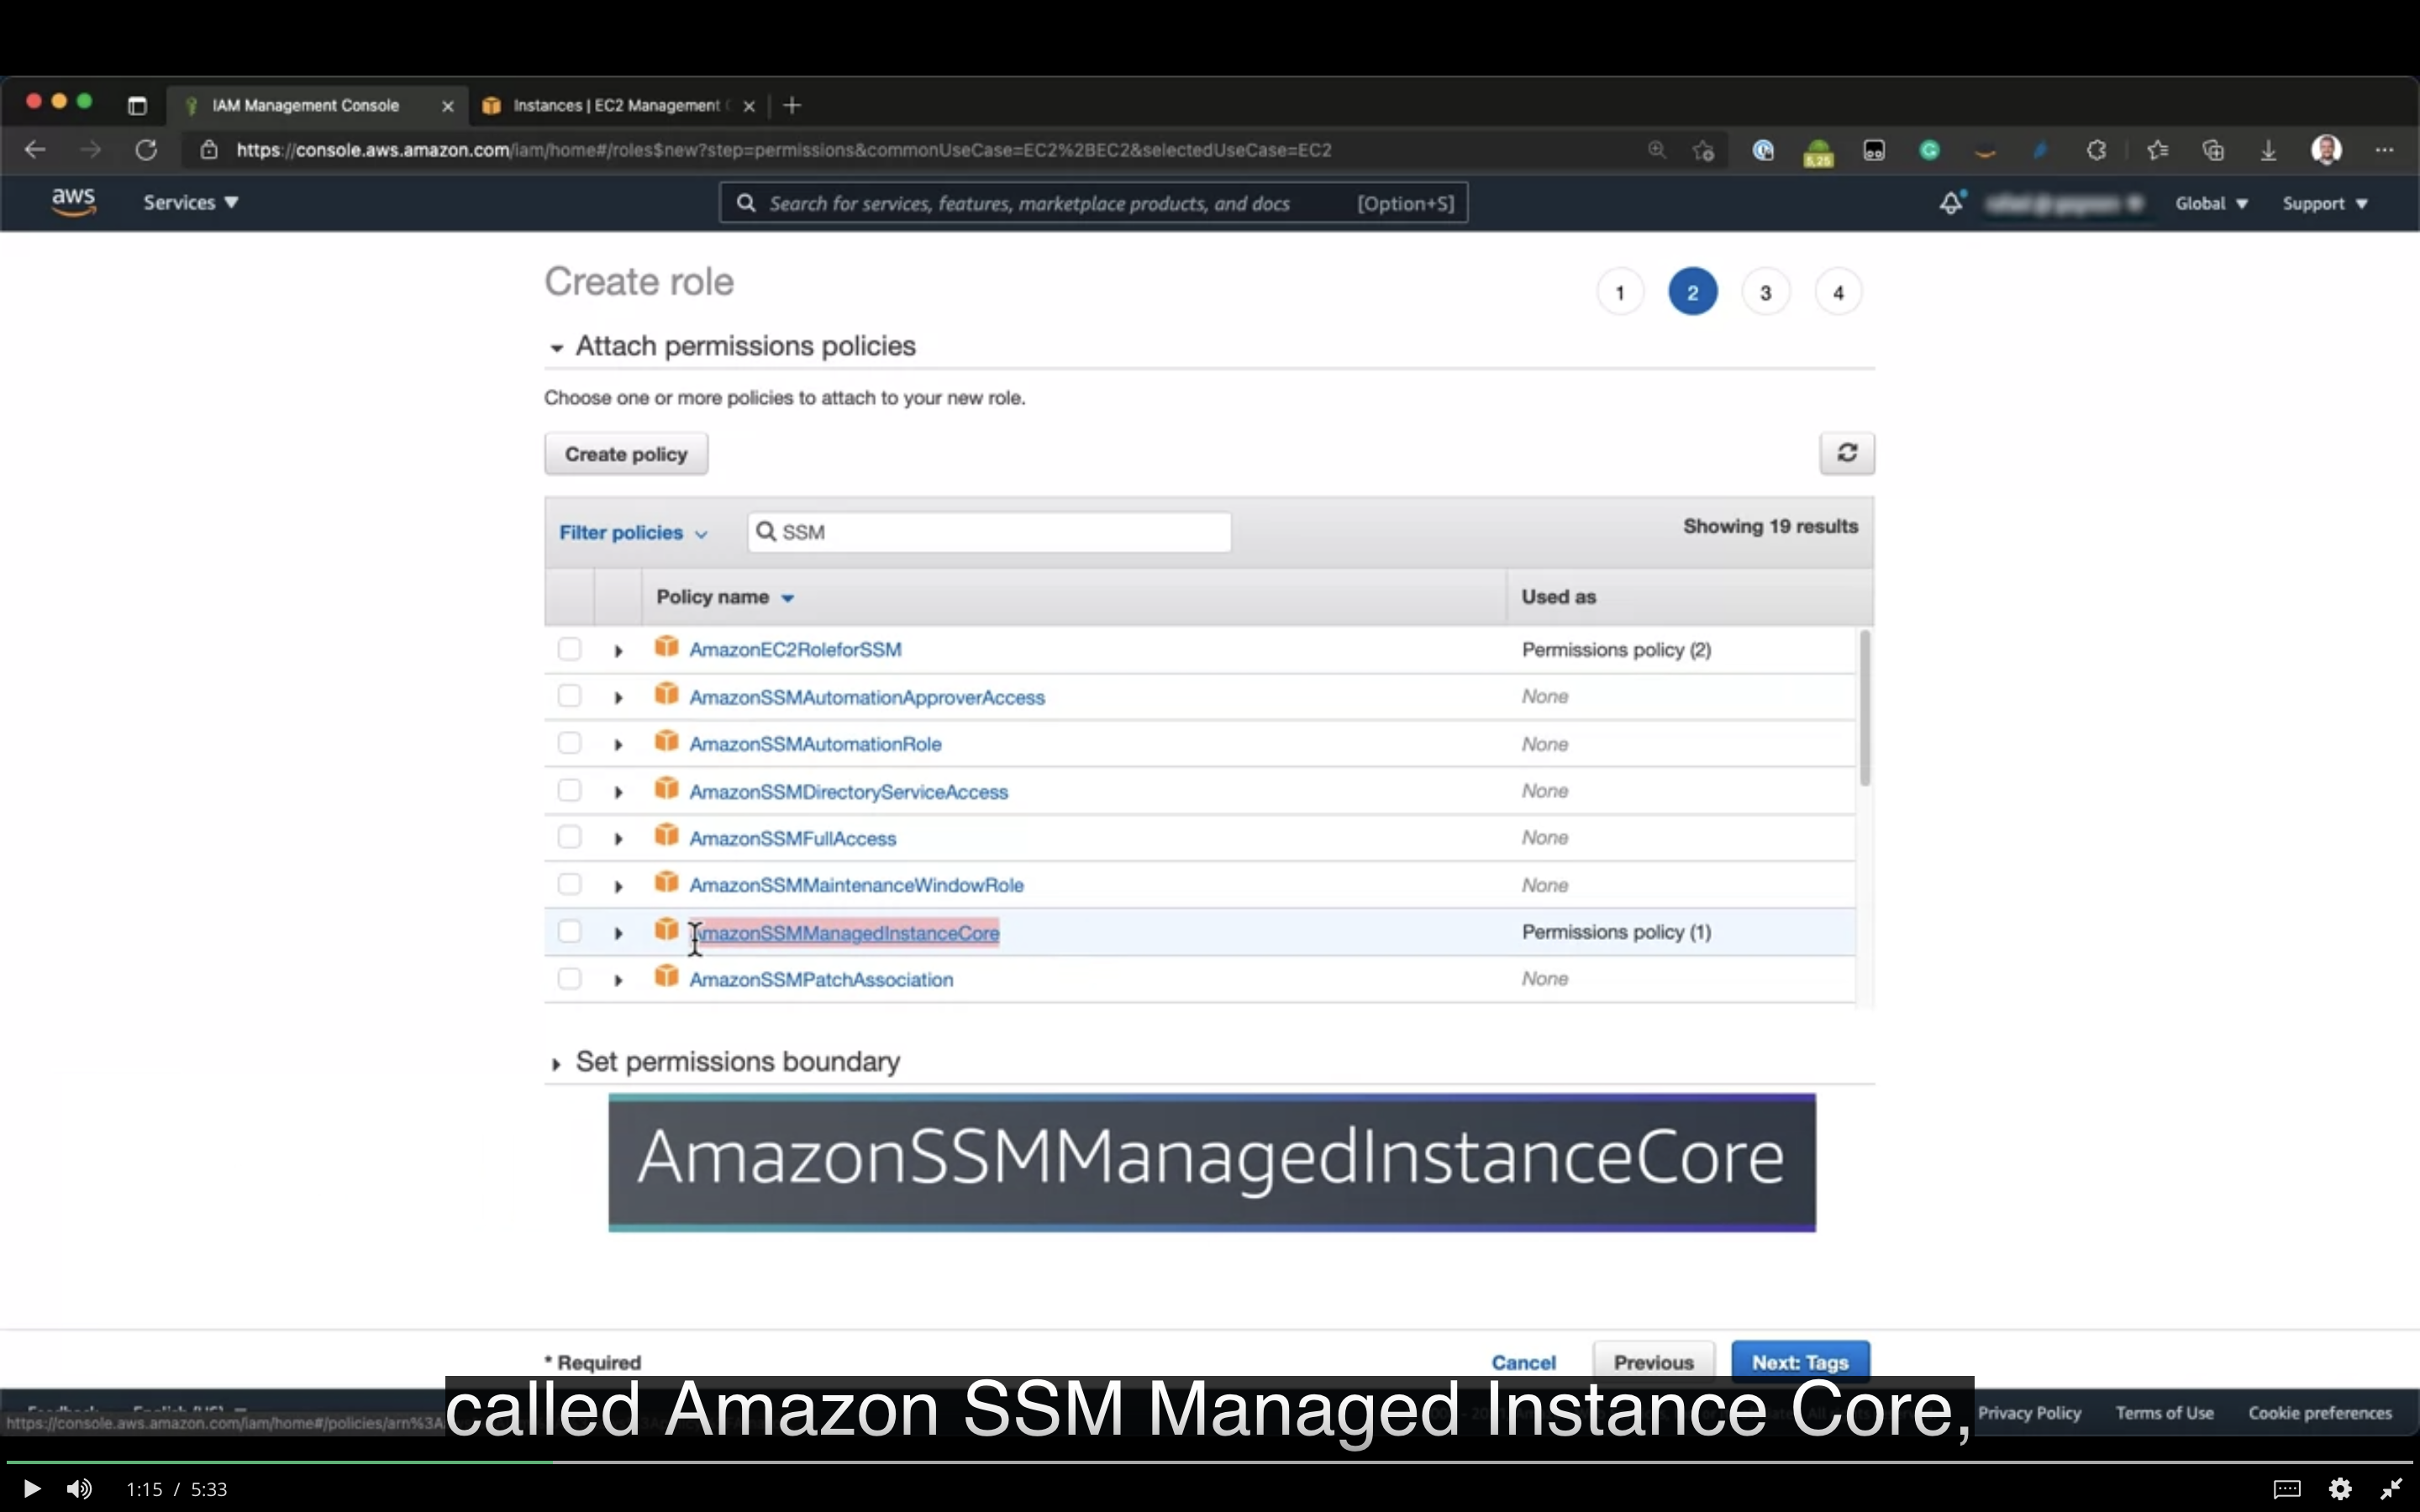 IAM Management Console
Instances | EC2 Management
https://console.aws.amazon.com/iam/home#/roles$new?step=permissions&commonUseCase=EC2%2BEC2&selectedUseCase=EC2
5,25
aws
Services
Search for services, features, marketplace products, and docs
[Option+S]
Global
Support
Create role
1
2
3
4
Attach permissions policies
Choose one or more policies to attach to your new role.
Create policy
Filter policies
SSM
Showing 19 results
Policy name
Used as
AmazonEC2RoleforSSM
Permissions policy (2)
AmazonSSMAutomationApproverAccess
None
AmazonSSMAutomationRole
None
AmazonSSMDirectoryServiceAccess
None
AmazonSSMFullAccess
None
AmazonSSMMaintenanceWindowRole
None
AmazonSSMManagedInstanceCore
Permissions policy (1)
AmazonSSMPatchAssociation
None
Set permissions boundary
AmazonSSMManagedInstanceCore
* Required
Cancel
Previous
Next: Tags
https://console.aws.amazon.com/iam/home#/policies/arn%3A
called Amazon SSM Managed Instance Core,
Privacy Policy
Terms of Use
Cookie preferences
1:15 / 5:33